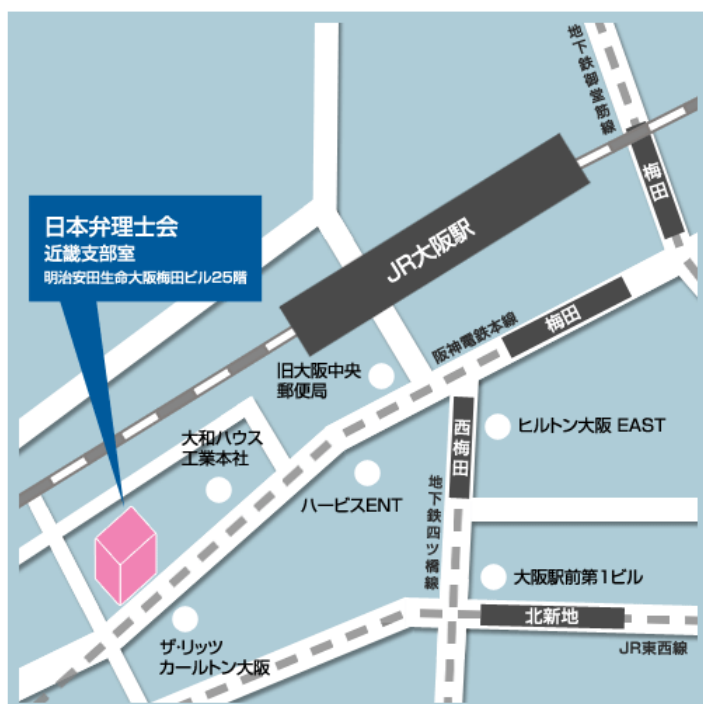 地下鉄御堂筋線
梅田
日本弁理士会
近畿支部室
明治安田生命大阪梅田ビル25階
JR大阪駅
梅田
阪神電鉄本線
旧大阪中央
郵便局
西梅田
ヒルトン大阪 EAST
大和ハウス
工業本社
ハービスENT
地下鉄四ツ橋線
大阪駅前第1ビル
北新地
ザ・リッツ
カールトン大阪
JR東西線